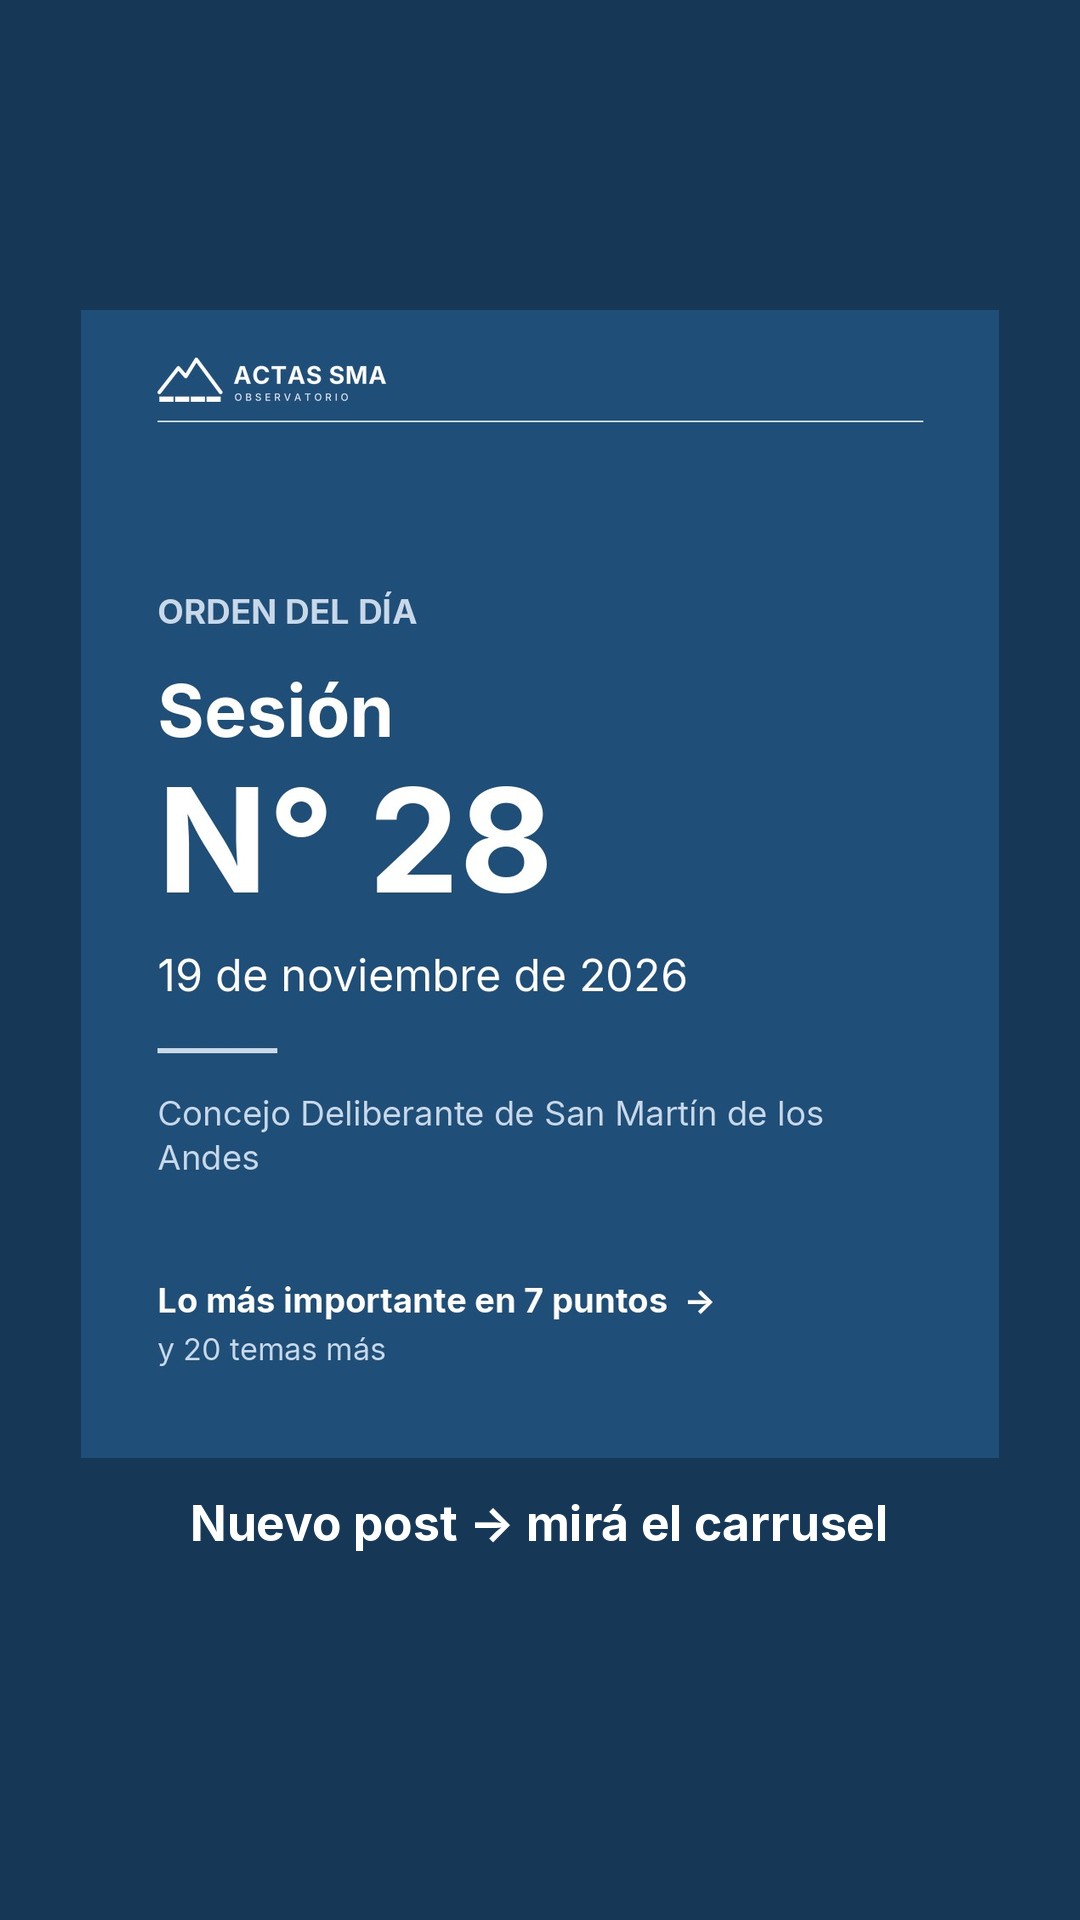 ACTAS SMA
OBSERVATORIO
ORDEN DEL DÍA
Sesión
N° 28
19 de noviembre de 2026
Concejo Deliberante de San Martín de los
Andes
Lo más importante en 7 puntos →
y 20 temas más
Nuevo post → mirá el carrusel